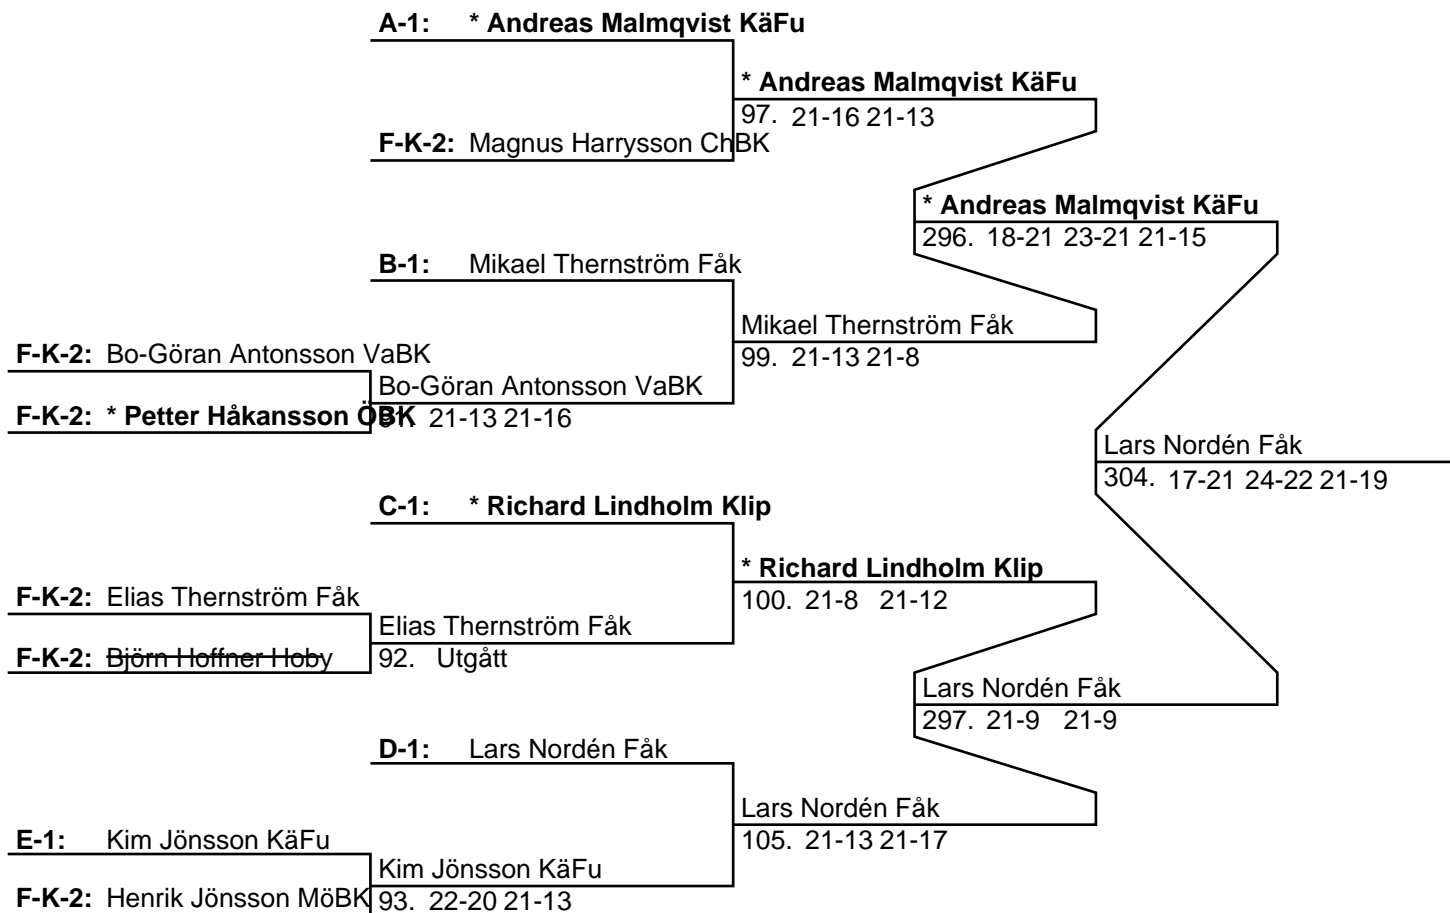 A-1: * Andreas Malmqvist KäFu
* Andreas Malmqvist KäFu
97. 21-16 21-13
F-K-2: Magnus Harrysson ChBK
* Andreas Malmqvist KäFu
296. 18-21 23-21 21-15
B-1: Mikael Thernström Fåk
Mikael Thernström Fåk
99. 21-13 21-8
F-K-2: Bo-Göran Antonsson VaBK
Bo-Göran Antonsson VaBK
F-K-2: * Petter Håkansson ÖBK
21-13 21-16
Lars Nordén Fåk
304. 17-21 24-22 21-19
C-1: * Richard Lindholm Klip
* Richard Lindholm Klip
100. 21-8 21-12
F-K-2: Elias Thernström Fåk
Elias Thernström Fåk
F-K-2: Björn Hoffner Hoby
92. Utgått
Lars Nordén Fåk
297. 21-9 21-9
D-1: Lars Nordén Fåk
Lars Nordén Fåk
105. 21-13 21-17
E-1: Kim Jönsson KäFu
Kim Jönsson KäFu
F-K-2: Henrik Jönsson MöBK
93. 22-20 21-13